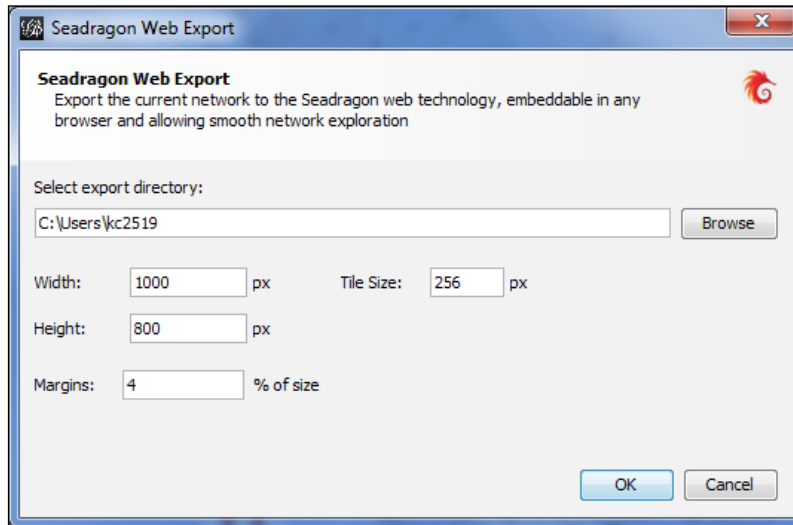 Seadragon Web Export
Seadragon Web Export
Export the current network to the Seadragon web technology, embeddable in any
browser and allowing smooth network exploration
Select export directory:
C:\Users\kc2519 Browse
Width: 1000 px Tile Size: 256 px
Height: 800 px
Margins: 4 % of size
OK Cancel